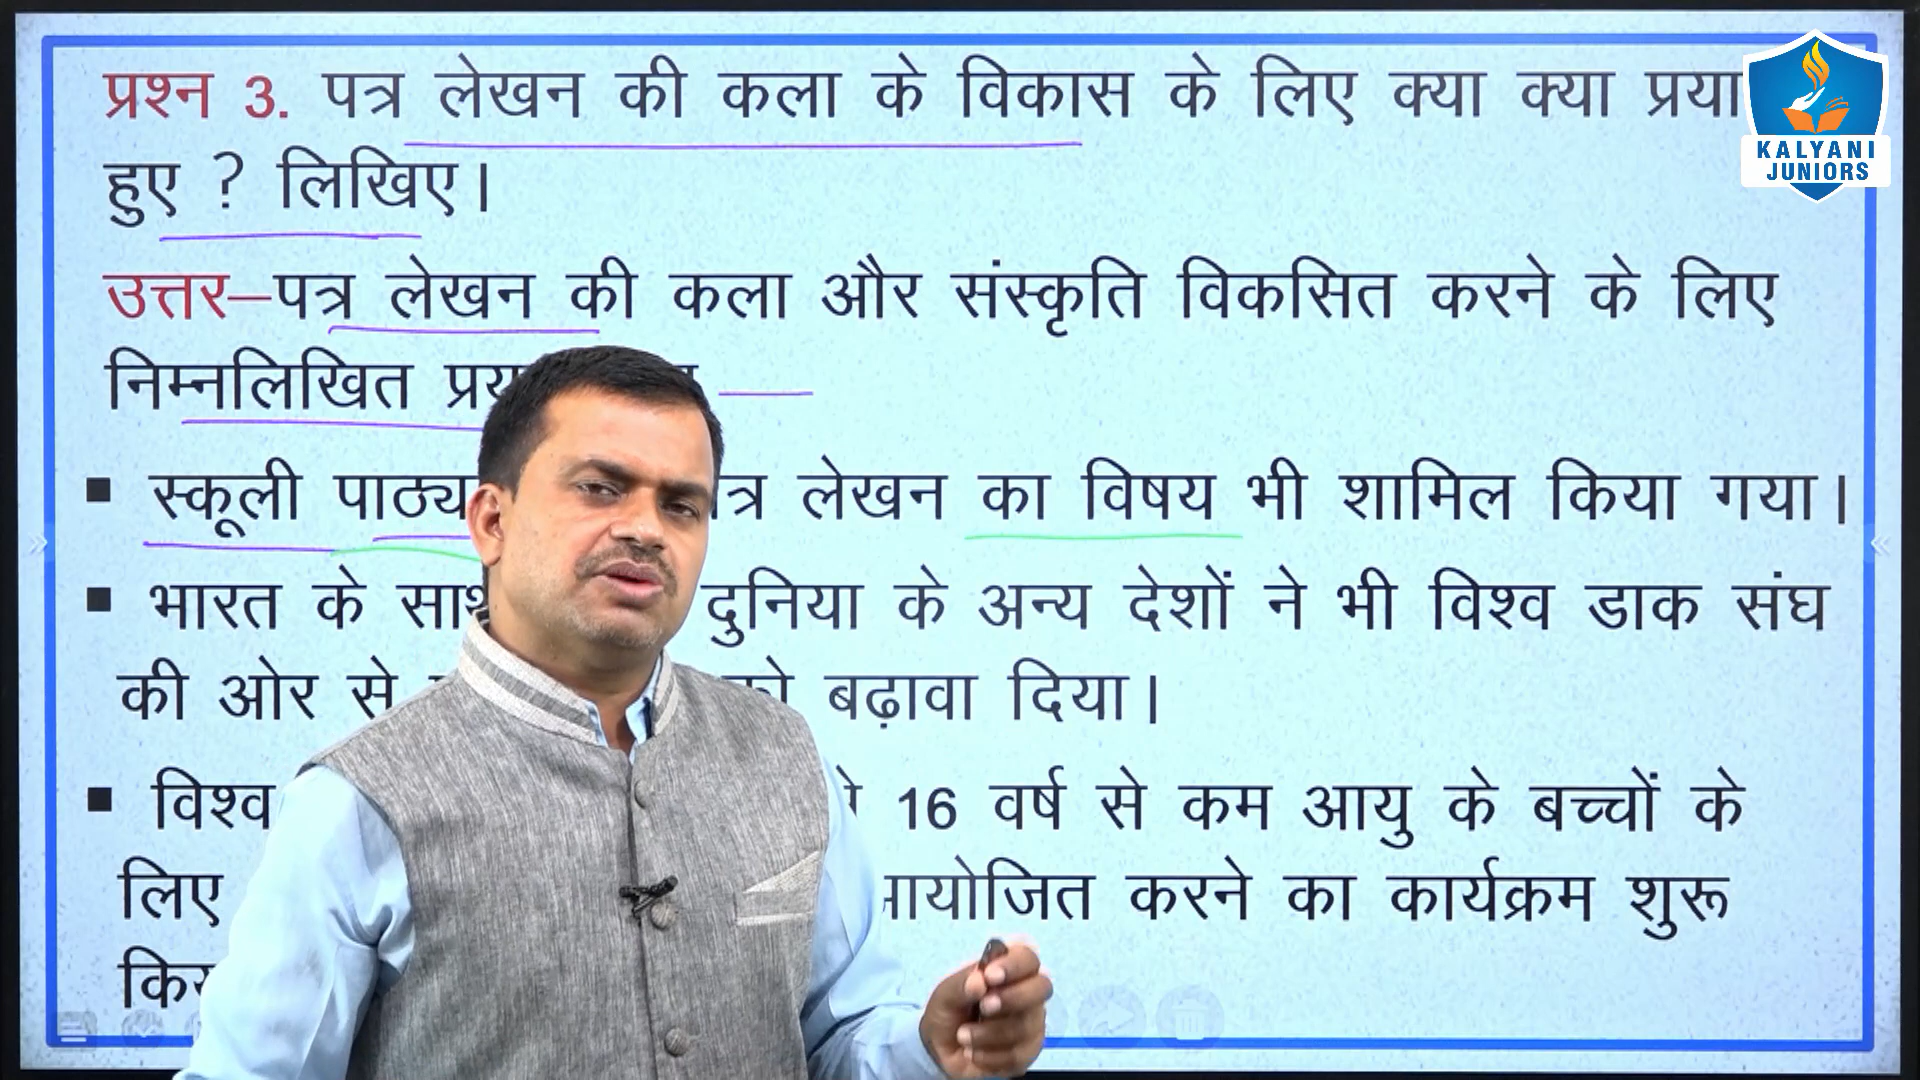 प्रश्न 3. पत्र लेखन की कला के विकास के लिए क्या क्या
हुए ? लिखिए।
उत्तर–पत्र लेखन की कला और संस्कृति विकसित करने के लिए
निम्नलिखित
▪ स्कूली लेखन का विषय भी शामिल किया गया।
▪ भारत के दुनिया के अन्य देशों ने भी विश्व डाक संघ
की ओर से बढ़ावा दिया।
▪ विश्व 16 वर्ष से कम आयु के बच्चों के
लिए करने का कार्यक्रम शुरू
KALYANI
JUNIORS